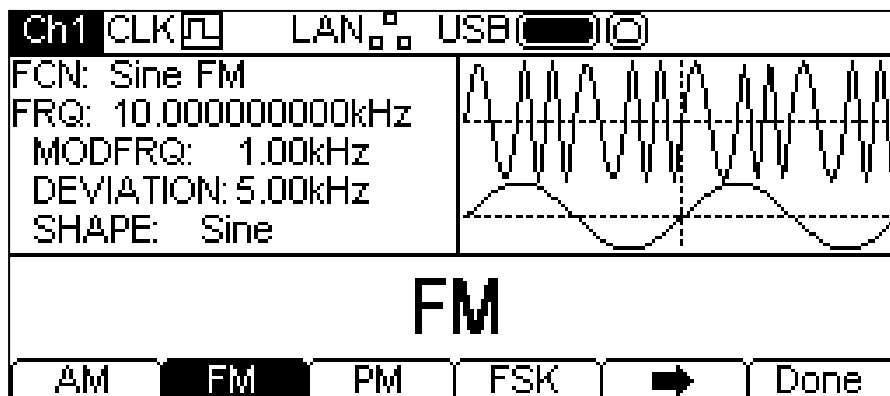 Ch1 CLK LAN USB
FCN: Sine FM
FRQ: 10.000000000kHz
MODFRQ: 1.00kHz
DEVIATION: 5.00kHz
SHAPE: Sine
FM
AM FM PM FSK Done